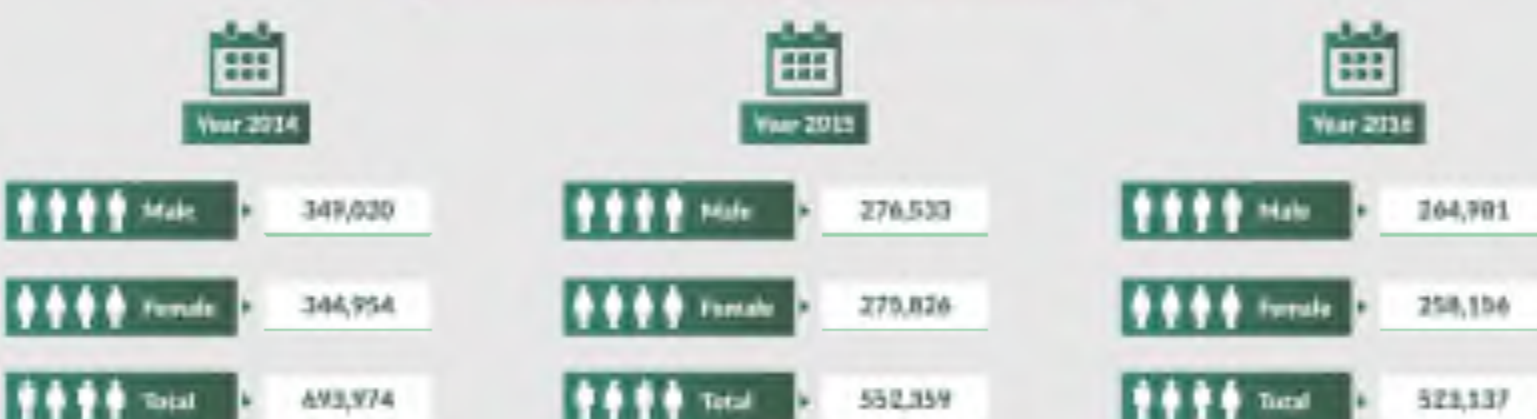 Year 2014 Year 2015 Year 2016
Male 349,020 Male 276,533 Male 264,981
Female 344,954 Female 275,826 Female 258,156
Total 693,974 Total 552,359 Total 523,137